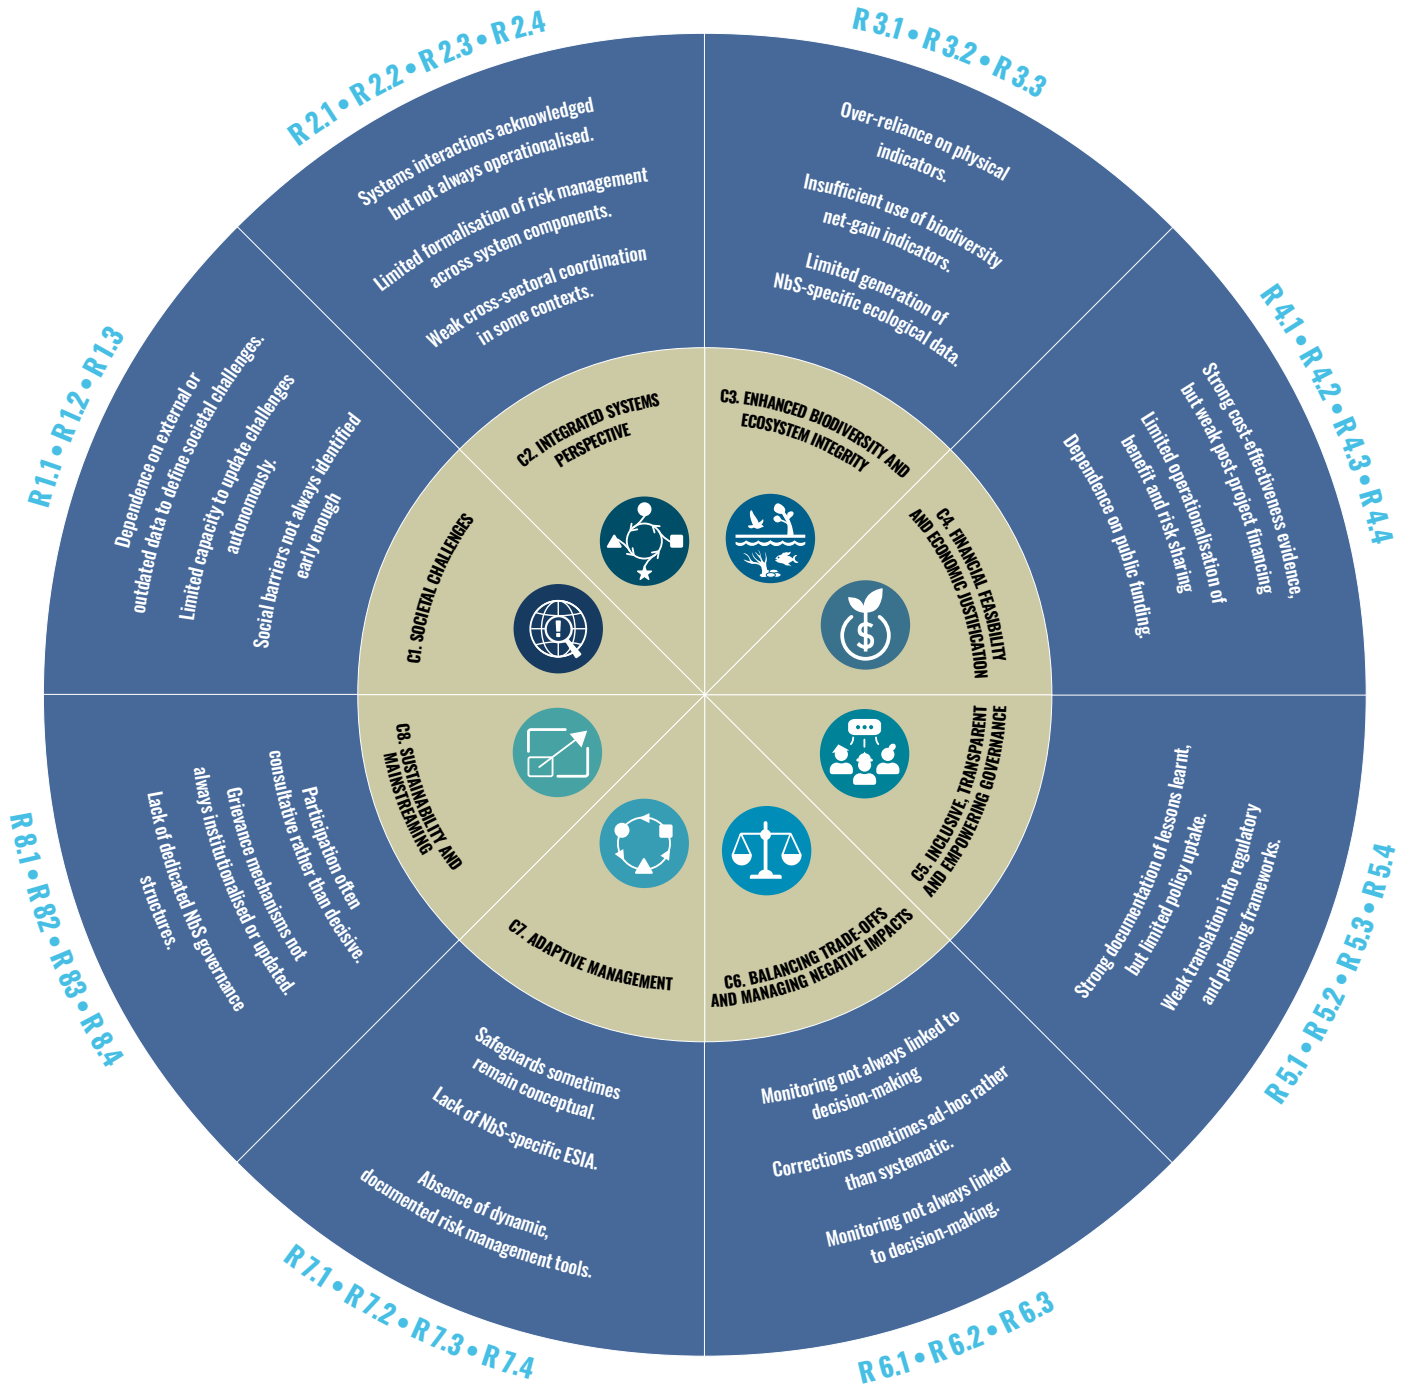 R1.1 • R1.2 • R1.3
Dependence on external or
outdated data to define societal challenges.
Limited capacity to update challenges
autonomously.
Social barriers not always identified
early enough
C1. SOCIETAL CHALLENGES
R 2.1 • R 2.2 • R 2.3 • R 2.4
Systems interactions acknowledged
but not always operationalised.
Limited formalisation of risk management
across system components.
Weak cross-sectoral coordination
in some contexts.
C2. INTEGRATED SYSTEMS
PERSPECTIVE
R 3.1 • R 3.2 • R 3.3
Over-reliance on physical
indicators.
Insufficient use of biodiversity
net-gain indicators.
Limited generation of
NbS-specific ecological data.
C3. ENHANCED BIODIVERSITY AND
ECOSYSTEM INTEGRITY
R 4.1 • R 4.2 • R 4.3 • R 4.4
Strong cost-effectiveness evidence,
but weak post-project financing
Limited operationalisation of
benefit and risk sharing
Dependence on public funding.
C4. FINANCIAL FEASIBILITY
AND ECONOMIC JUSTIFICATION
$
C5. INCLUSIVE, TRANSPARENT
AND EMPOWERING GOVERNANCE
Strong documentation of lessons learnt,
but limited policy uptake.
Weak translation into regulatory
and planning frameworks.
R 5.1 • R 5.2 • R 5.3 • R 5.4
C6. BALANCING TRADE-OFFS
AND MANAGING NEGATIVE IMPACTS
Monitoring not always linked to
decision-making
Corrections sometimes ad-hoc rather
than systematic.
Monitoring not always linked
to decision-making.
R 6.1 • R 6.2 • R 6.3
C7. ADAPTIVE MANAGEMENT
Safeguards sometimes
remain conceptual.
Lack of NbS-specific ESIA.
Absence of dynamic,
documented risk management tools.
R 7.1 • R 7.2 • R 7.3 • R 7.4
C8. SUSTAINABILITY AND
MAINSTREAMING
Participation often
consultative rather than decisive.
Grievance mechanisms not
always institutionalised or updated.
Lack of dedicated NbS governance
structures.
R 8.1 • R 82 • R 83 • R 8.4
!